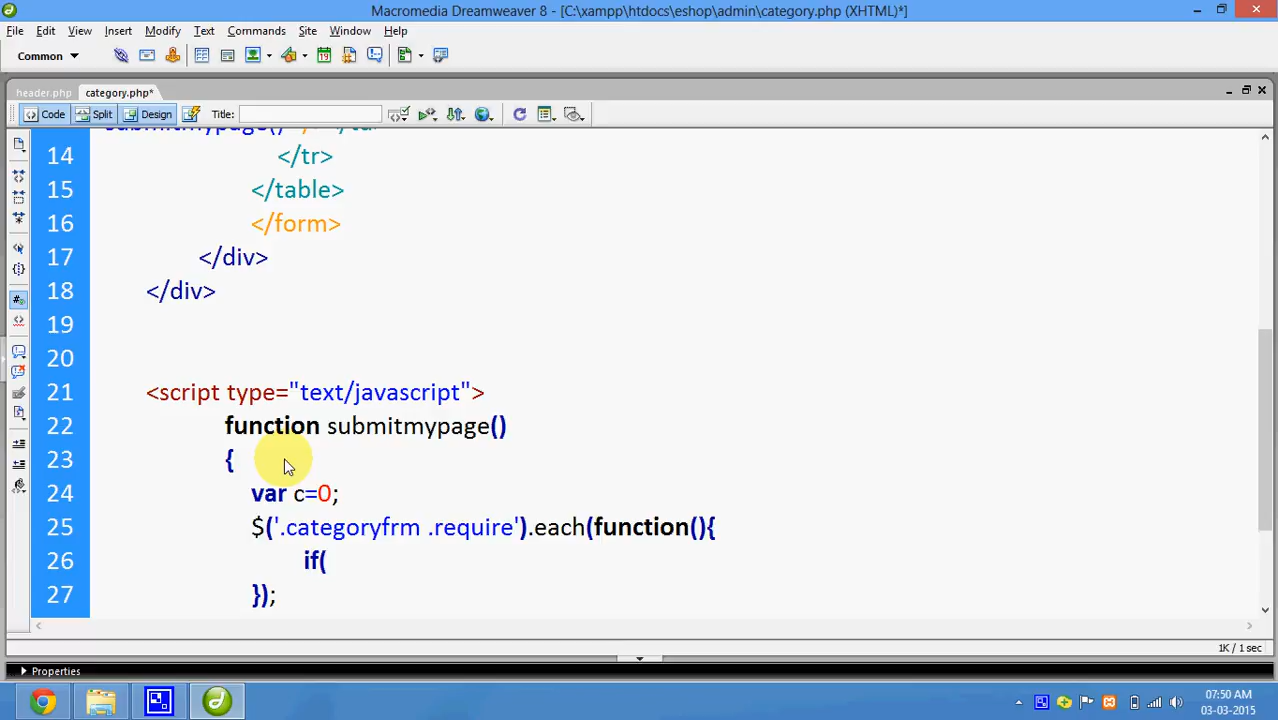 Macromedia Dreamweaver 8 - [C:\xampp\htdocs\eshop\admin\category.php (XHTML)*]
File Edit View Insert Modify Text Commands Site Window Help
Common
header.php category.php*
Code Split Design Title:
submitmypage()
14 </tr>
15 </table>
16 </form>
17 </div>
18 </div>
19
20
21 <script type="text/javascript">
22 function submitmypage()
23 {
24 var c=0;
25 $('.categoryfrm .require').each(function(){
26 if(
27 });
1K / 1 sec
Properties
07:50 AM
03-03-2015